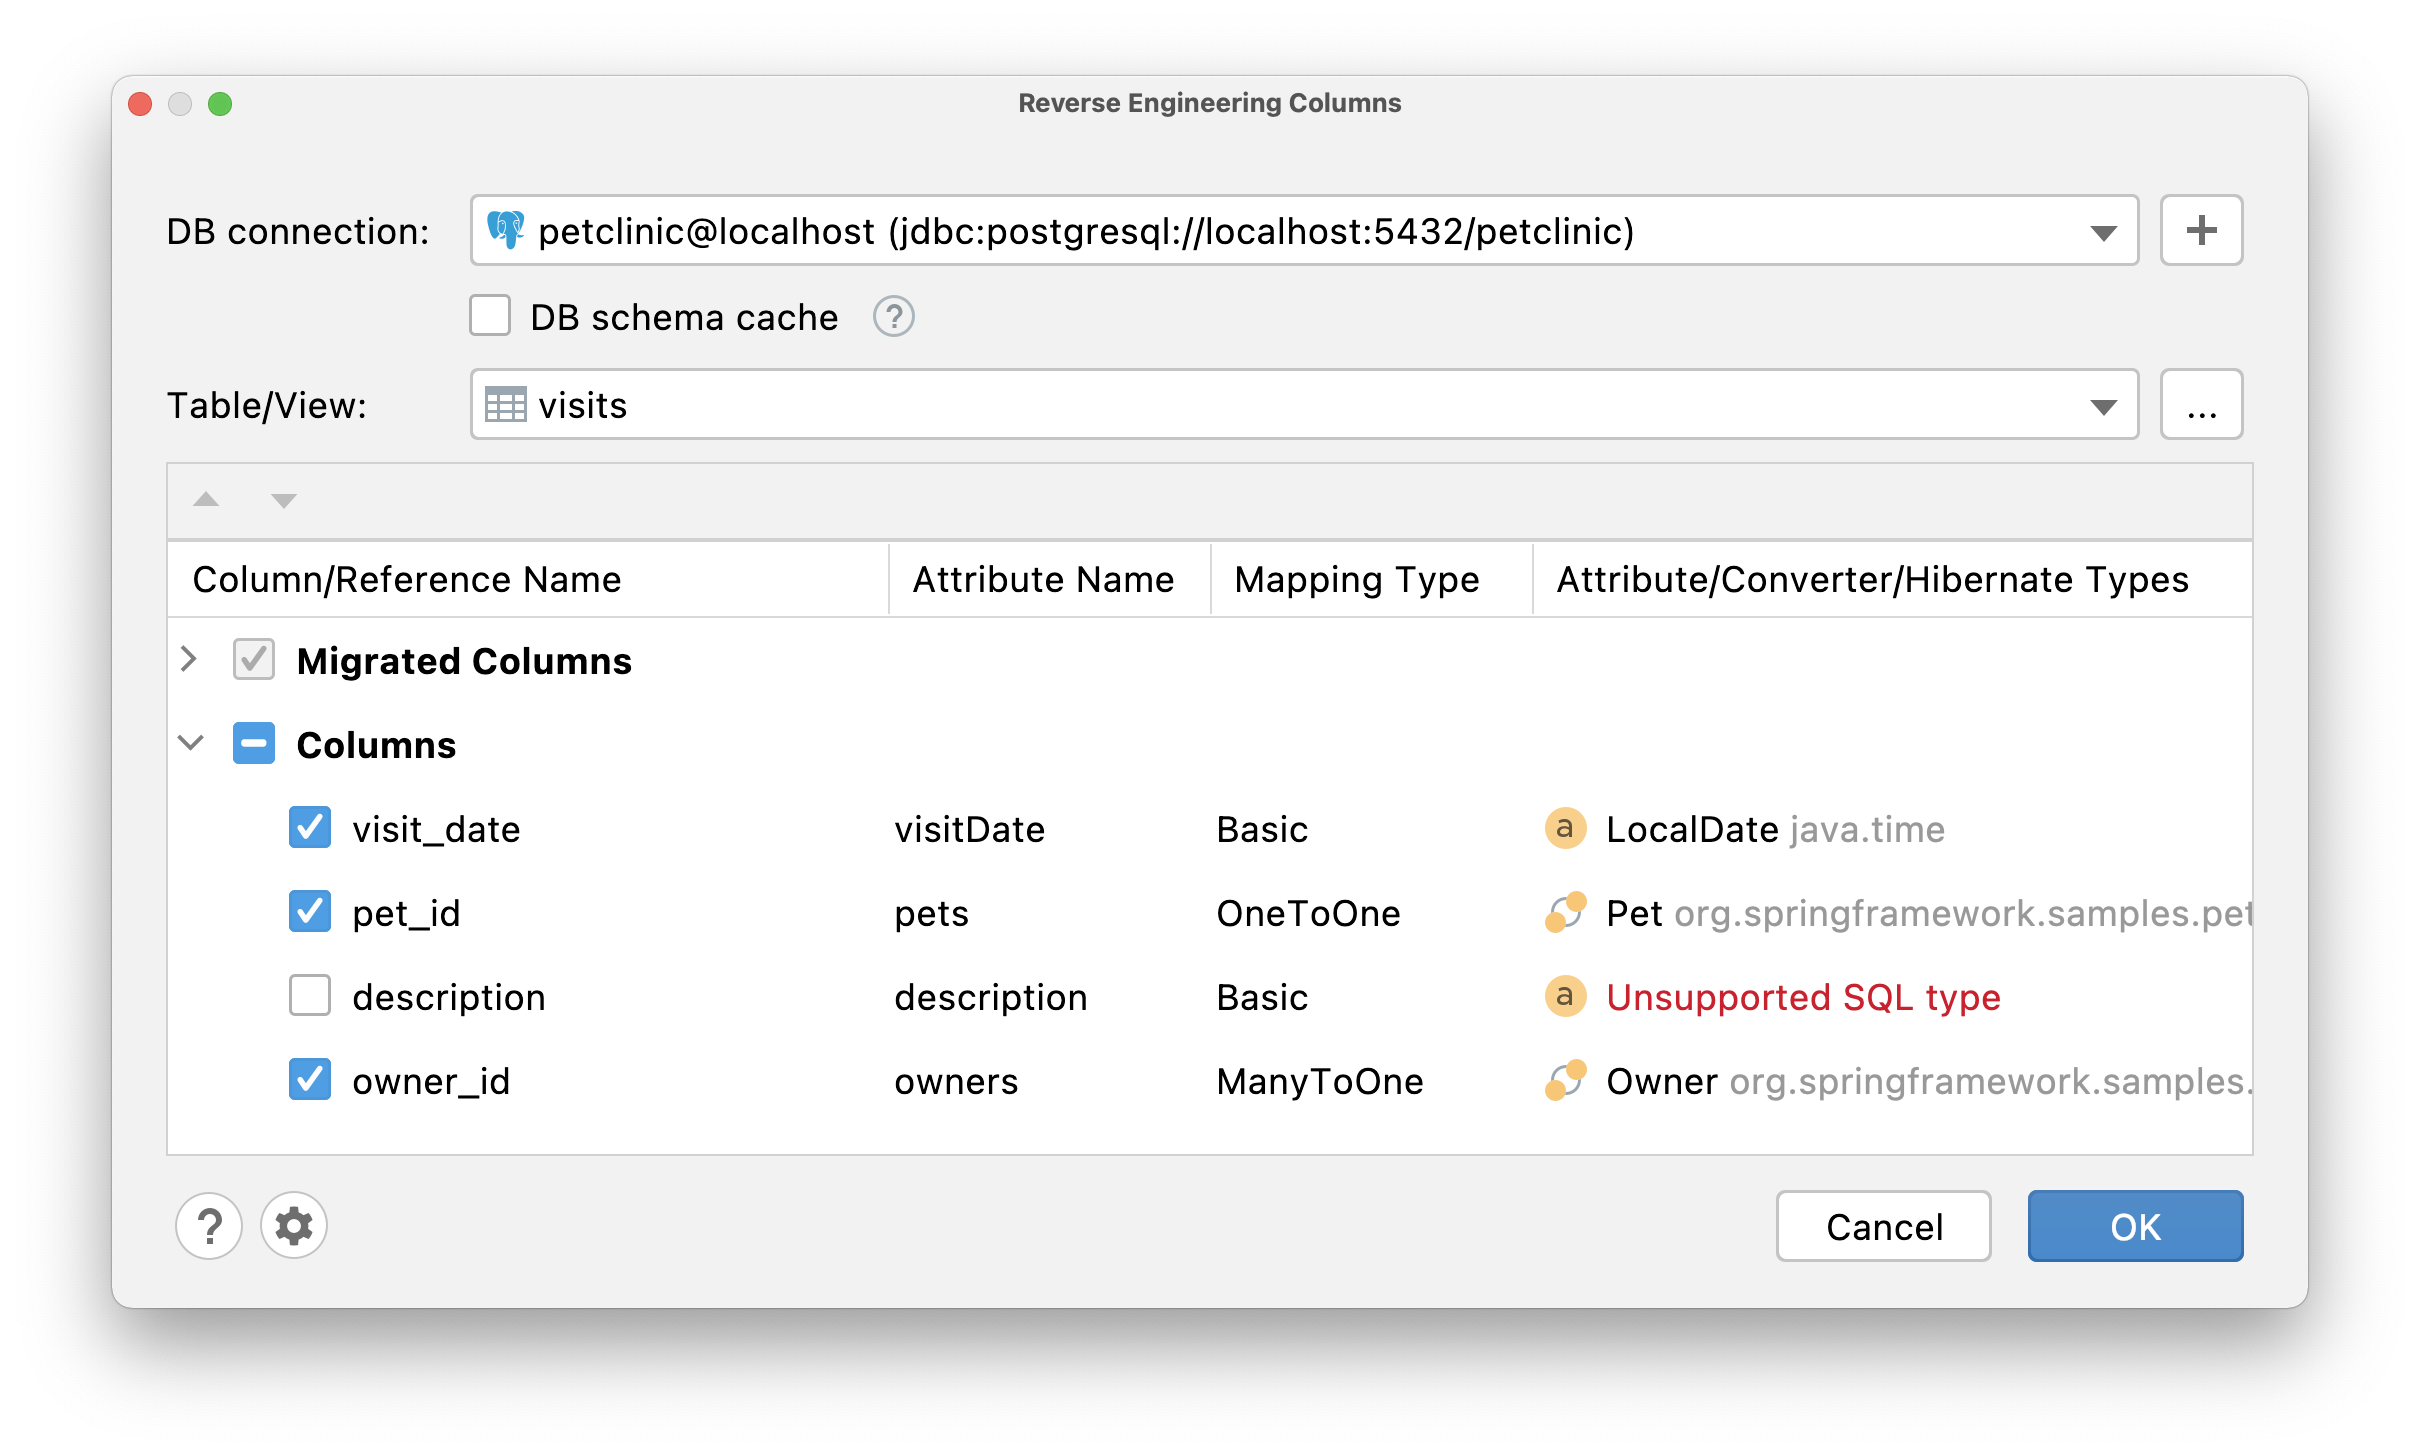 Reverse Engineering Columns
DB connection: petclinic@localhost (jdbc:postgresql://localhost:5432/petclinic) +
DB schema cache ?
Table/View: visits ...
Column/Reference Name Attribute Name Mapping Type Attribute/Converter/Hibernate Types
Migrated Columns
Columns
visit_date visitDate Basic a LocalDate java.time
pet_id pets OneToOne Pet org.springframework.samples.pet
description description Basic a Unsupported SQL type
owner_id owners ManyToOne Owner org.springframework.samples.
? Cancel OK